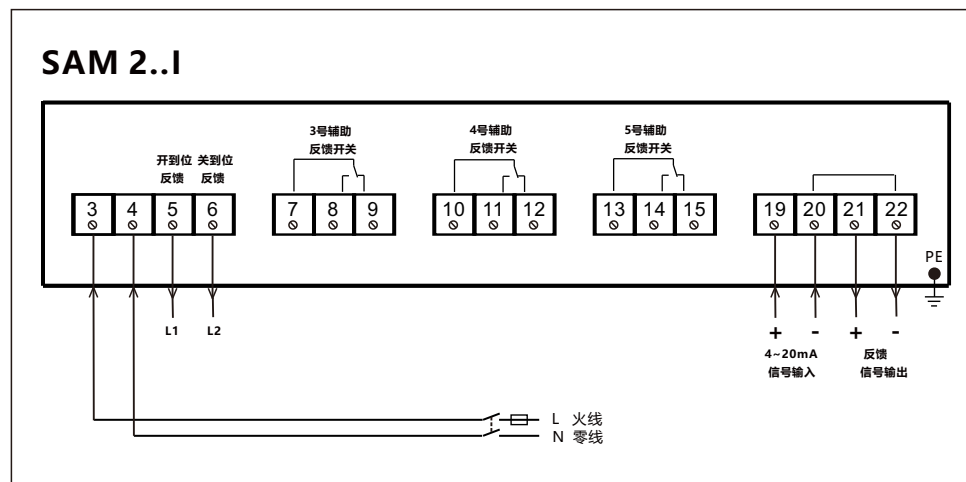 SAM 2..I
3号辅助
反馈开关
4号辅助
反馈开关
5号辅助
反馈开关
开到位 关到位
反馈 反馈
3 4 5 6 7 8 9 10 11 12 13 14 15 19 20 21 22
PE
L1 L2
+ - + -
4~20mA 反馈
信号输入 信号输出
L 火线
N 零线